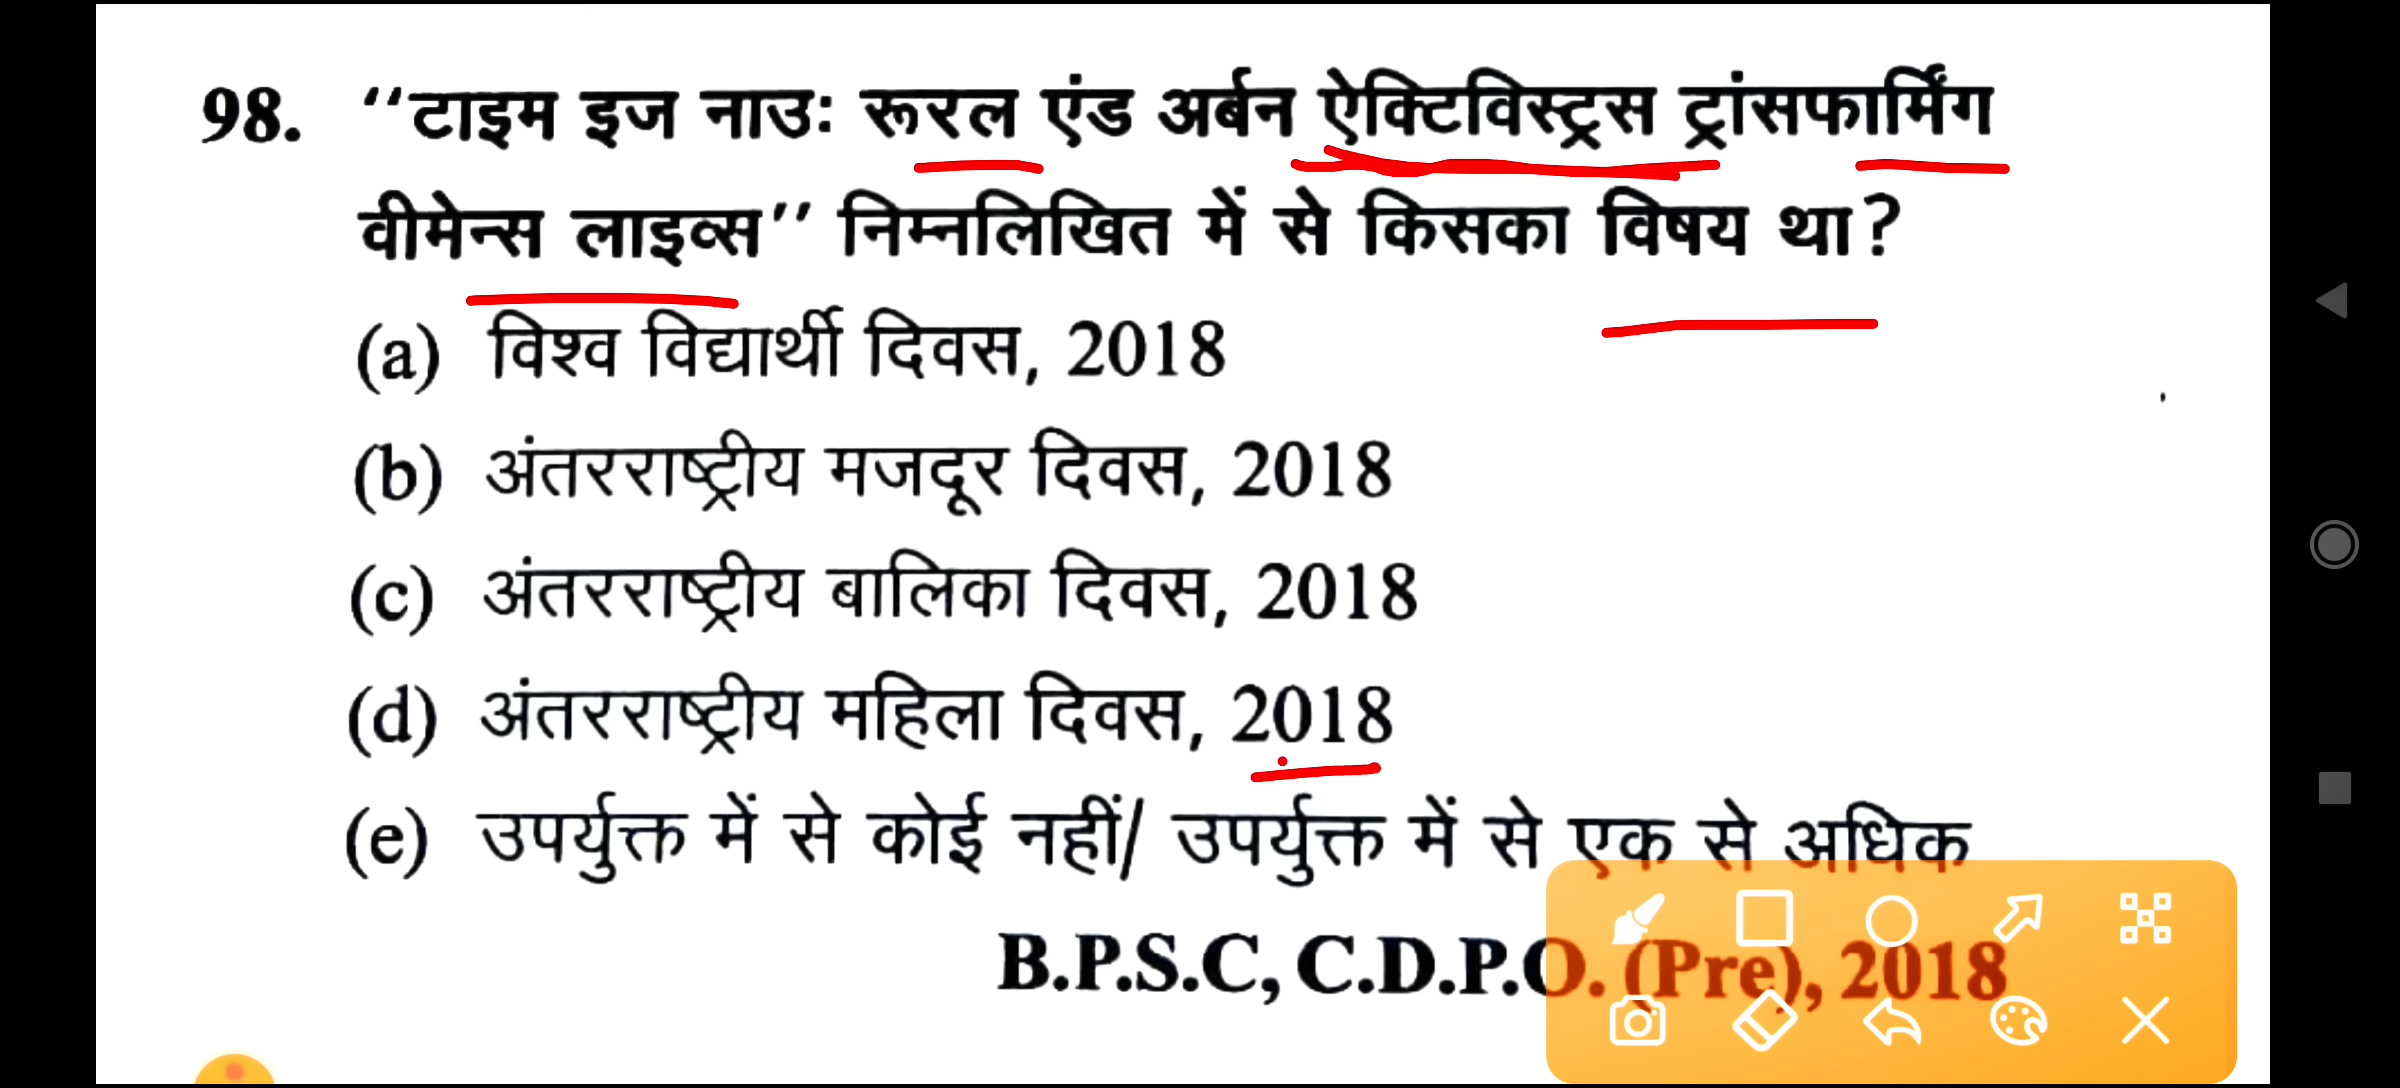 98. ‘‘टाइम इज नाउः रूरल एंड अर्बन ऐक्टिविस्ट्रस ट्रांसफार्मिंग
वीमेन्स लाइव्स’’ निम्नलिखित में से किसका विषय था?
(a) विश्व विद्यार्थी दिवस, 2018
(b) अंतरराष्ट्रीय मजदूर दिवस, 2018
(c) अंतरराष्ट्रीय बालिका दिवस, 2018
(d) अंतरराष्ट्रीय महिला दिवस, 2018
(e) उपर्युक्त में से कोई नहीं/ उपर्युक्त में से एक से अधिक
B.P.S.C, C.D.P.O. (Pre), 2018